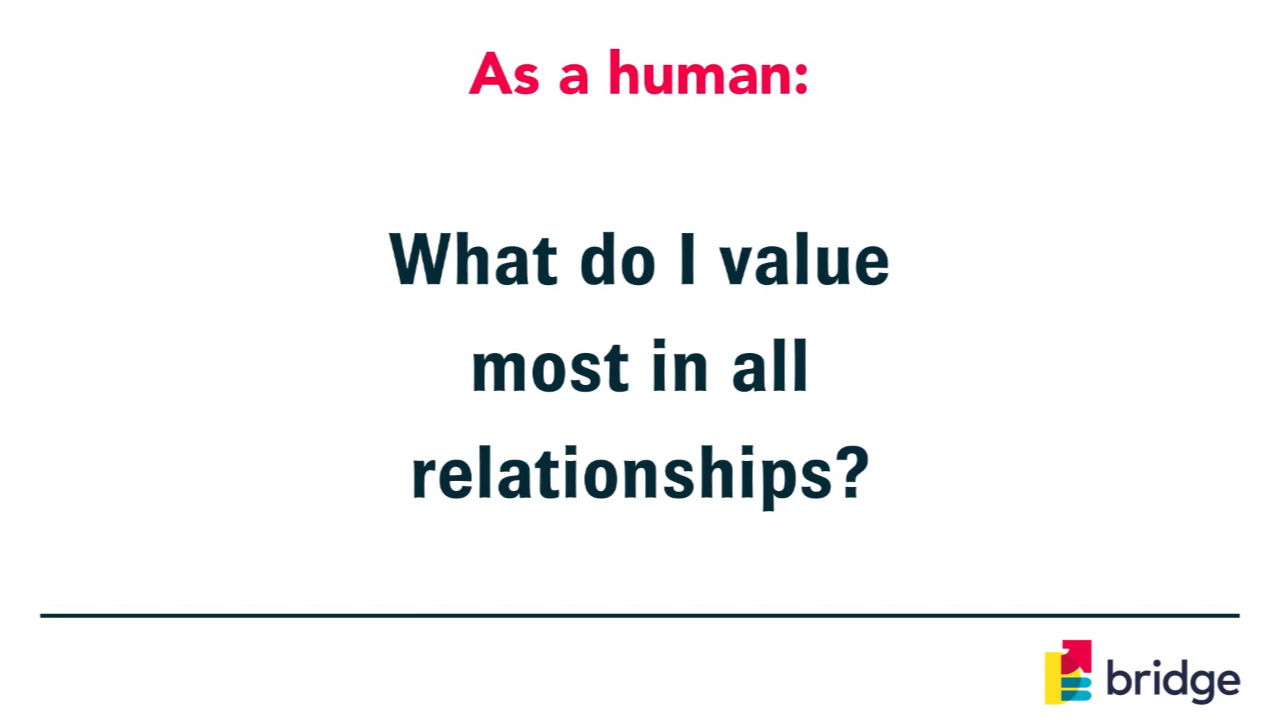 As a human:
What do I value
most in all
relationships?
bridge